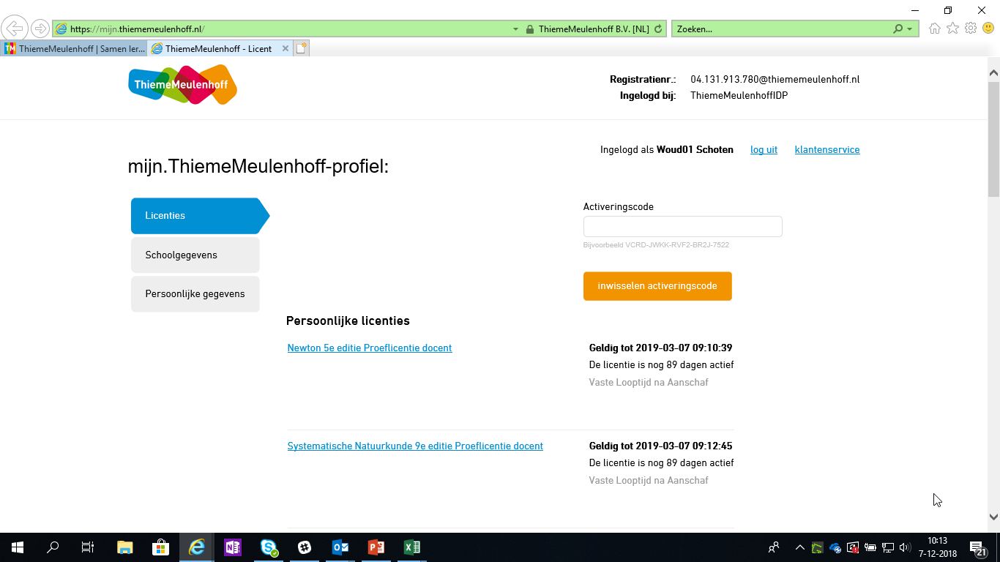 https://mijn.thiememeulenhoff.nl/
ThiemeMeulenhoff B.V. [NL]
Zoeken...
TM
ThiemeMeulenhoff | Samen ler...
ThiemeMeulenhoff - Licent
ThiemeMeulenhoff
Registratienr.: 04.131.913.780@thiememeulenhoff.nl
Ingelogd bij: ThiemeMeulenhoffIDP
Ingelogd als Woud01 Schoten log uit klantenservice
mijn.ThiemeMeulenhoff-profiel:
Licenties
Schoolgegevens
Persoonlijke gegevens
Activeringscode
Bijvoorbeeld VCRD-JWKK-RVF2-BR2J-7522
inwisselen activeringscode
Persoonlijke licenties
Newton 5e editie Proeflicentie docent
Geldig tot 2019-03-07 09:10:39
De licentie is nog 89 dagen actief
Vaste Looptijd na Aanschaf
Systematische Natuurkunde 9e editie Proeflicentie docent
Geldig tot 2019-03-07 09:12:45
De licentie is nog 89 dagen actief
Vaste Looptijd na Aanschaf
10:13
7-12-2018
21